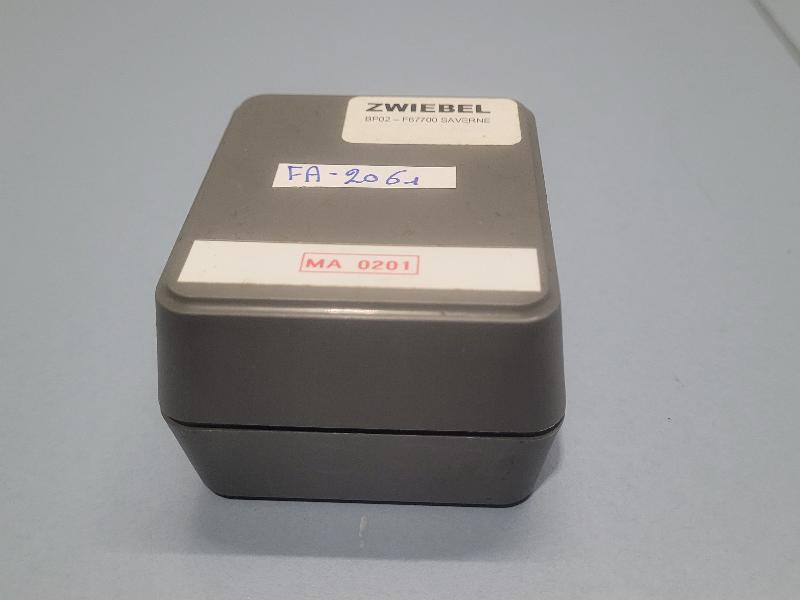 ZWIEBEL
BP02 – F67700 SAVERNE
FA-2061
MA 0201